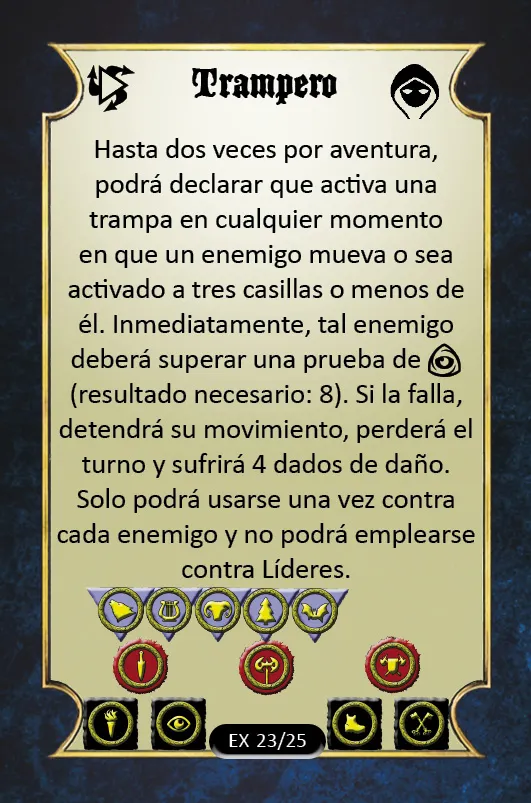 Trampero
Hasta dos veces por aventura,
podrá declarar que activa una
trampa en cualquier momento
en que un enemigo mueva o sea
activado a tres casillas o menos de
él. Inmediatamente, tal enemigo
deberá superar una prueba de
(resultado necesario: 8). Si la falla,
detendrá su movimiento, perderá el
turno y sufrirá 4 dados de daño.
Solo podrá usarse una vez contra
cada enemigo y no podrá emplearse
contra Líderes.
EX 23/25